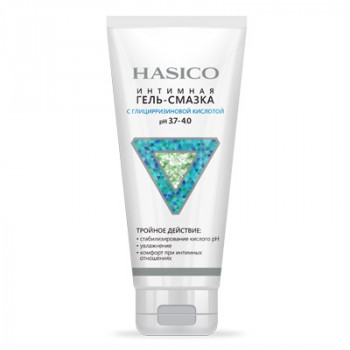 HASICO
ИНТИМНАЯ
ГЕЛЬ-СМАЗКА
С ГЛИЦИРРИЗИНОВОЙ КИСЛОТОЙ
pH 3.7-4.0
ТРОЙНОЕ ДЕЙСТВИЕ:
• стабилизирование кислого pH
• увлажнение
• комфорт при интимных
отношениях